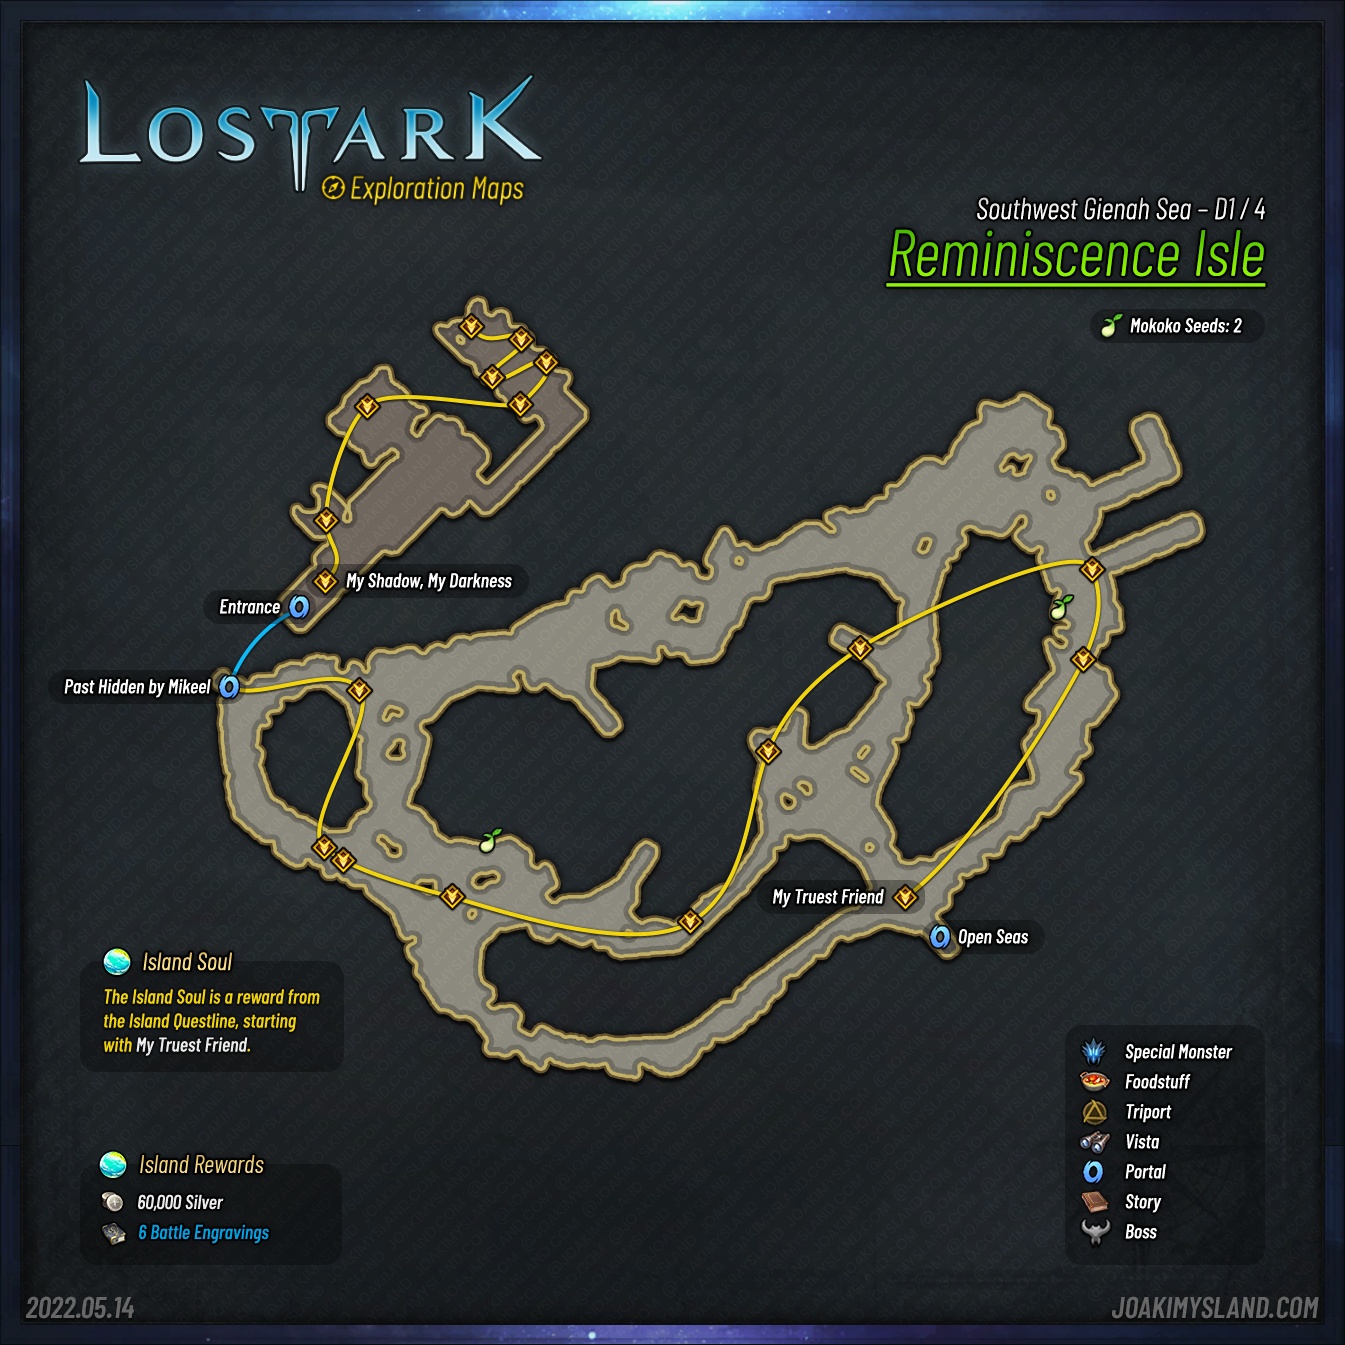 LOST ARK
Exploration Maps
Southwest Gienah Sea – D1 / 4
Reminiscence Isle
Mokoko Seeds: 2
My Shadow, My Darkness
Entrance
Past Hidden by Mikeel
My Truest Friend
Open Seas
Island Soul
The Island Soul is a reward from
the Island Questline, starting
with My Truest Friend.
Special Monster
Foodstuff
Triport
Vista
Portal
Story
Boss
Island Rewards
60,000 Silver
6 Battle Engravings
2022.05.14
JOAKIMYSLAND.COM